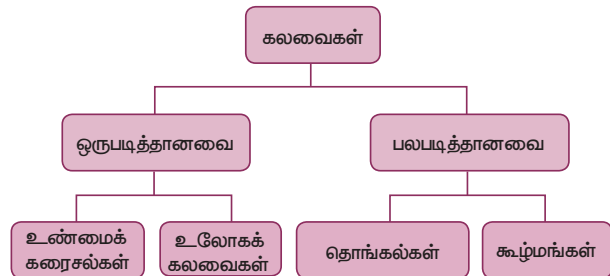 கலவைகள்
ஒருபடித்தானவை
பலபடித்தானவை
உண்மைக்
கரைசல்கள்
உலோகக்
கலவைகள்
தொங்கல்கள்
கூழ்மங்கள்